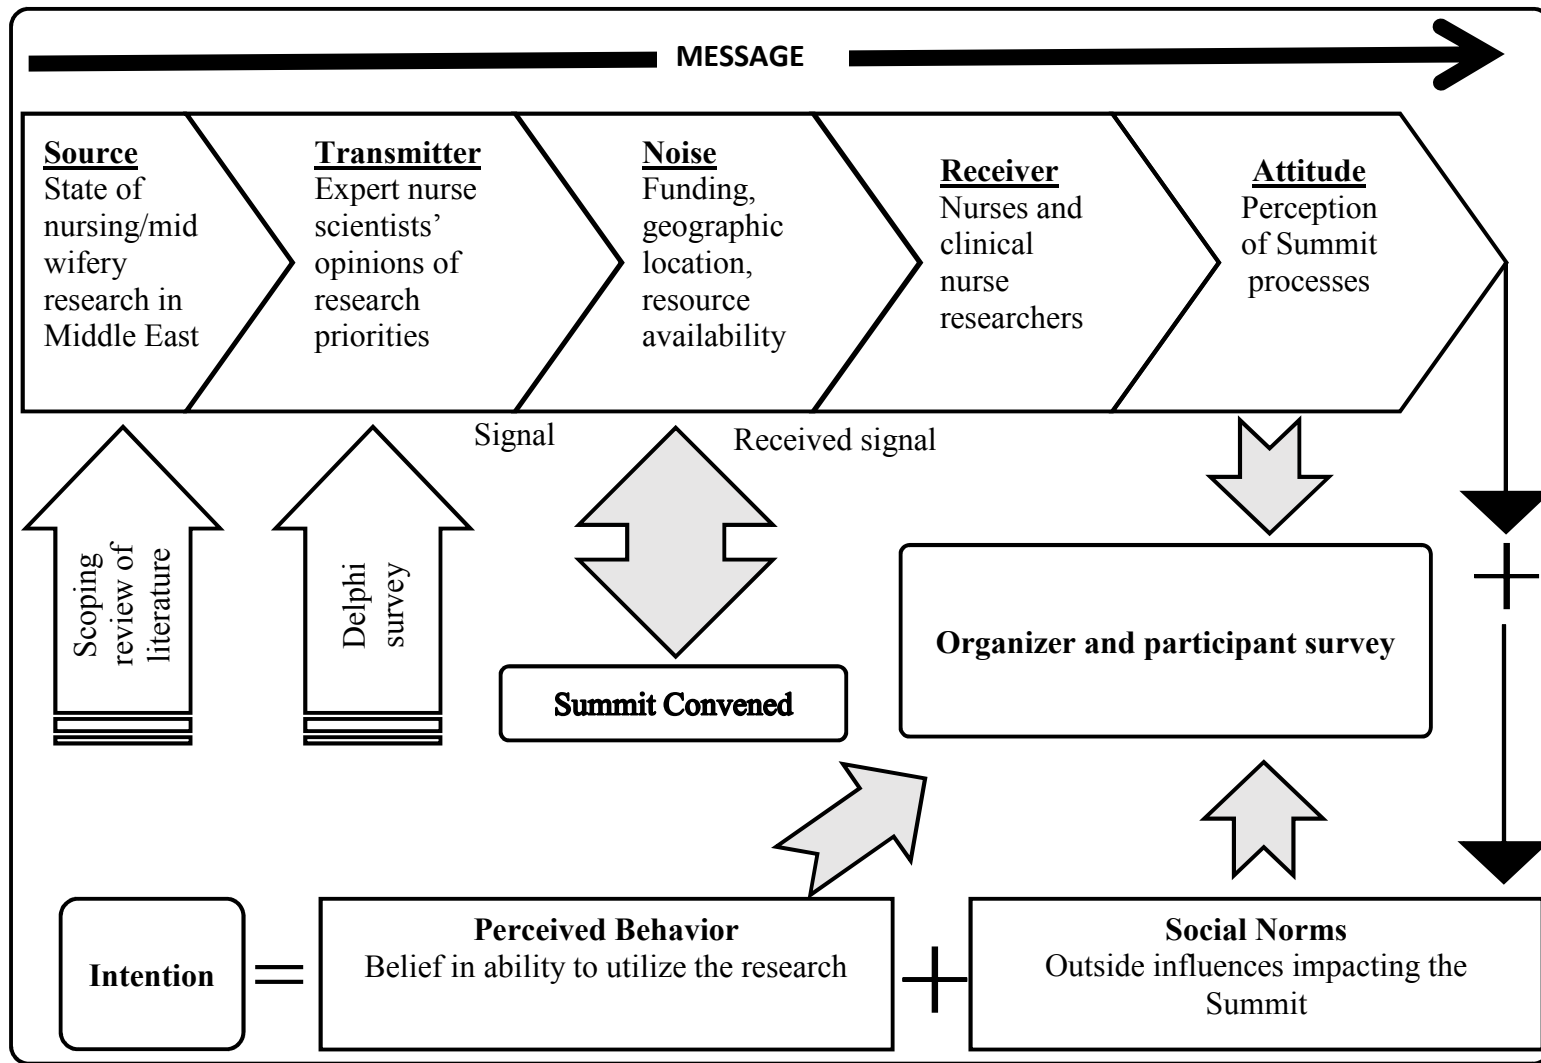 MESSAGE
Source
State of
nursing/mid
wifery
research in
Middle East
Transmitter
Expert nurse
scientists’
opinions of
research
priorities
Noise
Funding,
geographic
location,
resource
availability
Receiver
Nurses and
clinical
nurse
researchers
Attitude
Perception
of Summit
processes
Signal
Received signal
Scoping
review of
literature
Delphi
survey
Summit Convened
Organizer and participant survey
+
Intention
=
Perceived Behavior
Belief in ability to utilize the research
+
Social Norms
Outside influences impacting the
Summit